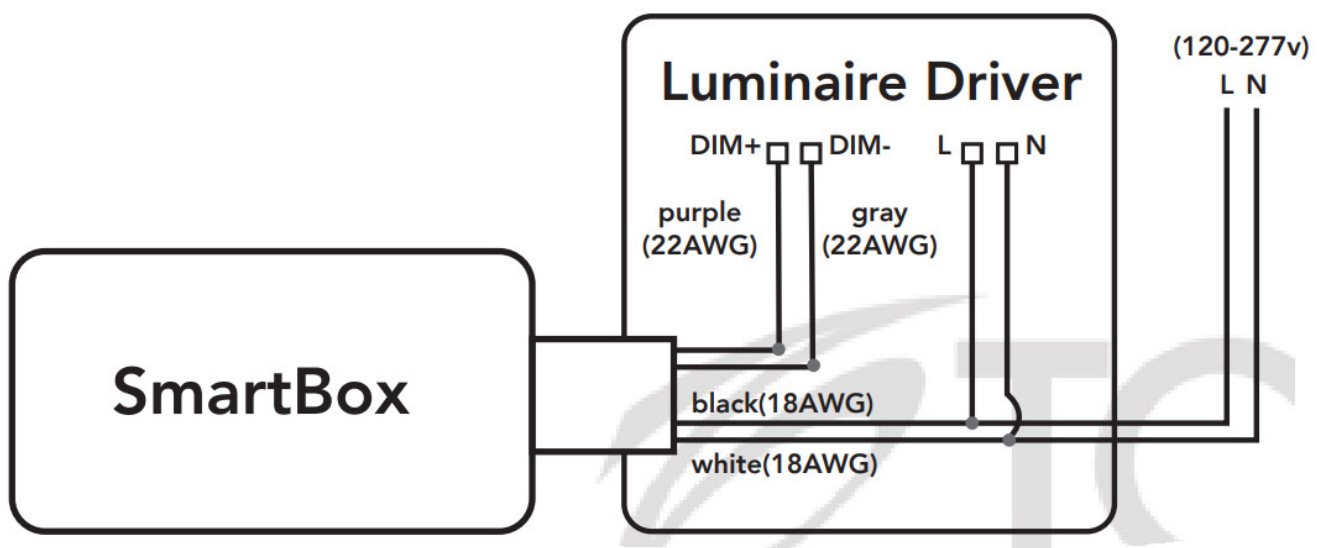 (120-277v)
L N
Luminaire Driver
DIM+ DIM- L N
purple gray
(22AWG) (22AWG)
SmartBox
black(18AWG)
white(18AWG)